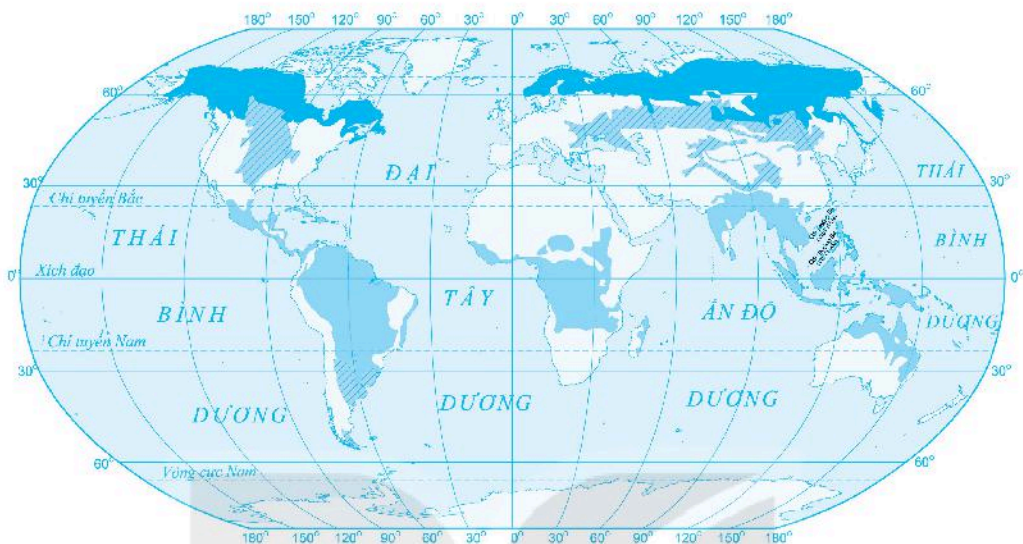 180° 150° 120° 90° 60° 30° 0° 30° 60° 90° 120° 150° 180°
60° 60°
ĐẠI THÁI
30° 30°
Chí tuyến Bắc
THÁI BÌNH
0° Xích đạo 0°
BÌNH TÂY ẤN ĐỘ DƯƠNG
Chí tuyến Nam
30° 30°
DƯƠNG DƯƠNG DƯƠNG
60° 60°
Vòng cực Nam
180° 150° 120° 90° 60° 30° 0° 30° 60° 90° 120° 150° 180°